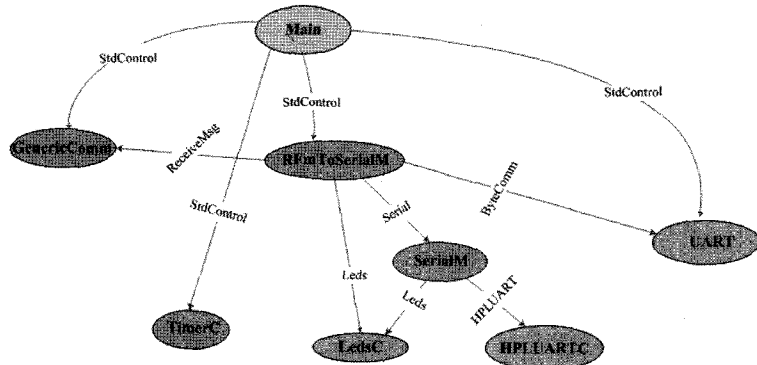 Main
StdControl
StdControl
StdControl
GenericComm
ReceiveMsg
RFmToSerialM
StdControl
Serial
ByteComm
UART
Leds
SerialM
Leds
HPLUART
TimerC
LedsC
HPLUARTC